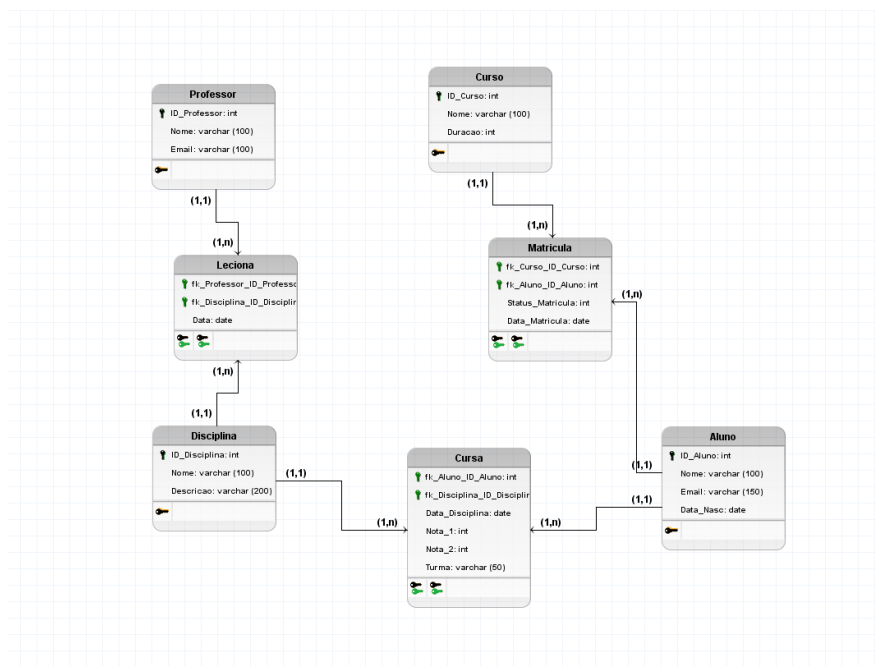 Professor
ID_Professor: int
Nome: varchar (100)
Email: varchar (100)
(1,1)
(1,n)
Leciona
fk_Professor_ID_Professo
fk_Disciplina_ID_Disciplin
Data: date
(1,n)
(1,1)
Disciplina
ID_Disciplina: int
Nome: varchar (100)
Descricao: varchar (200)
(1,1)
(1,n)
Curso
ID_Curso: int
Nome: varchar (100)
Duracao: int
(1,1)
(1,n)
Matricula
fk_Curso_ID_Curso: int
fk_Aluno_ID_Aluno: int
Status_Matricula: int
Data_Matricula: date
(1,n)
(1,1)
(1,1)
(1,n)
Cursa
fk_Aluno_ID_Aluno: int
fk_Disciplina_ID_Disciplin
Data_Disciplina: date
Nota_1: int
Nota_2: int
Turma: varchar (50)
Aluno
ID_Aluno: int
Nome: varchar (100)
Email: varchar (150)
Data_Nasc: date